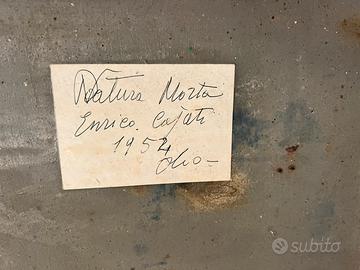 Natura Morta
Enrico Cajati
1954
olio-
subito